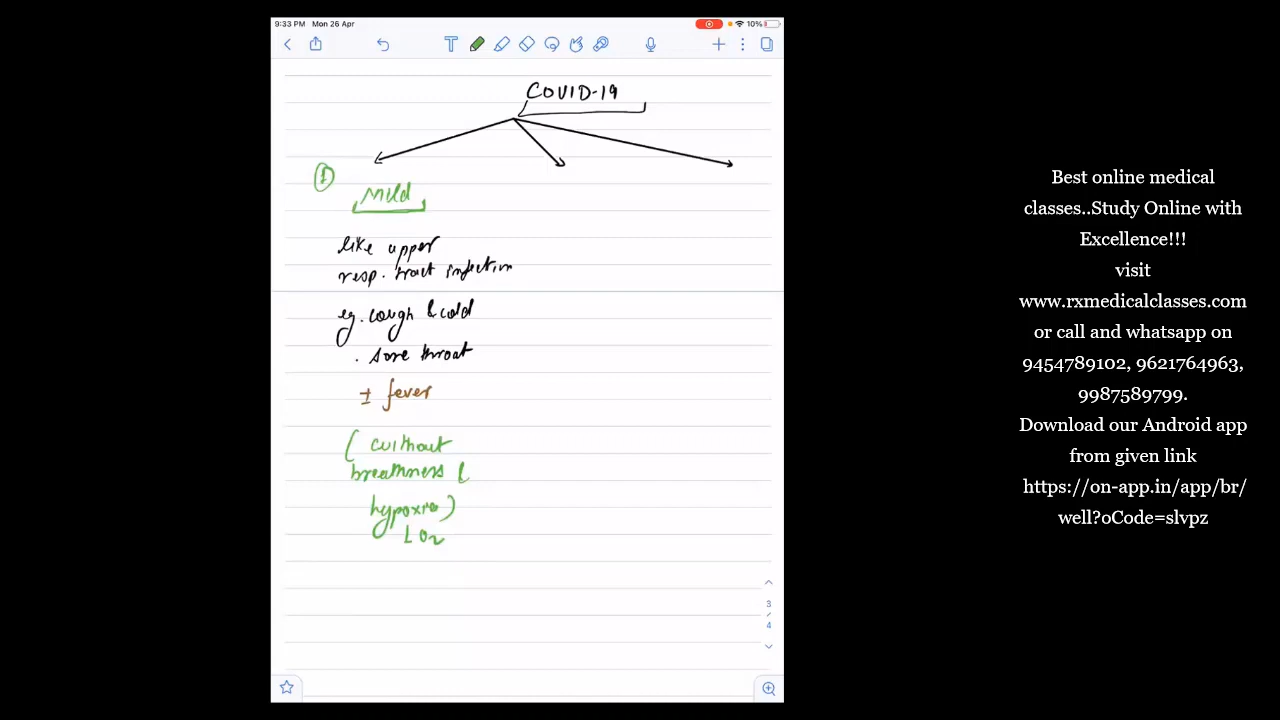 9:33 PM Mon 26 Apr
10%
T
COVID-19
1
Mild
like upper
resp. tract infection
eg. cough & cold
. sore throat
± fever
( without
breathness &
hypoxia )
↓ O2
3
/
4
Best online medical
classes..Study Online with
Excellence!!!
visit
www.rxmedicalclasses.com
or call and whatsapp on
9454789102, 9621764963,
9987589799.
Download our Android app
from given link
https://on-app.in/app/br/
well?oCode=slvpz